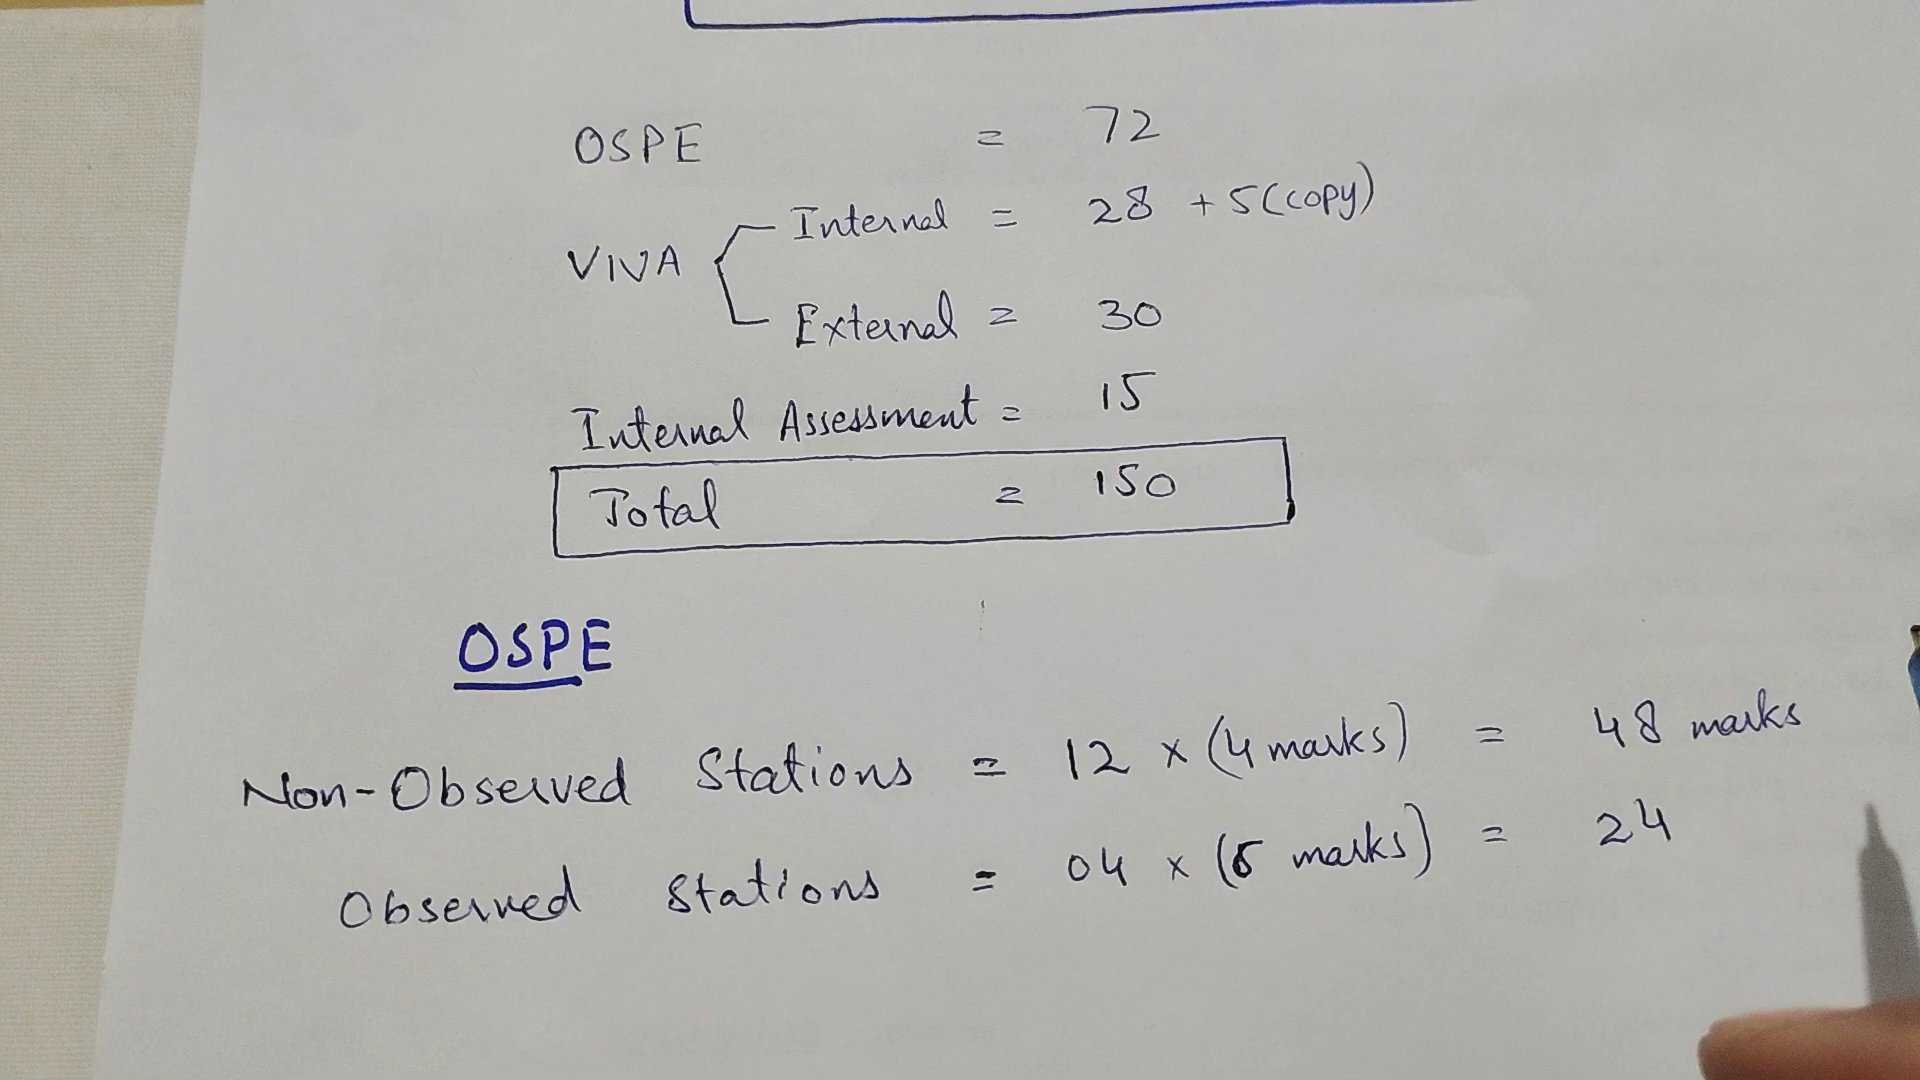 OSPE = 72
VIVA Internal = 28 + 5 (copy)
External = 30
Internal Assessment = 15
Total = 150
OSPE
Non-Observed Stations = 12 x (4 marks) = 48 marks
Observed Stations = 04 x (6 marks) = 24